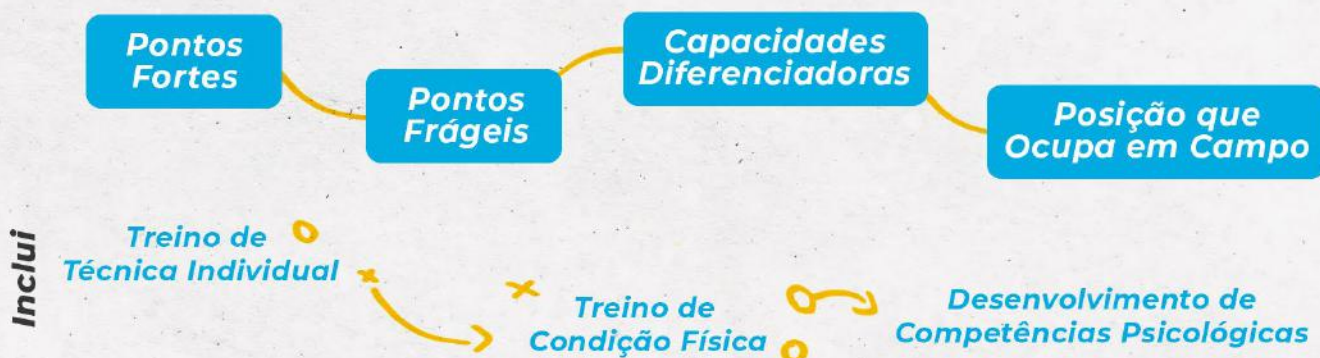 Pontos
Fortes
Pontos
Frágeis
Capacidades
Diferenciadoras
Posição que
Ocupa em Campo
Inclui
Treino de
Técnica Individual
Treino de
Condição Física
Desenvolvimento de
Competências Psicológicas